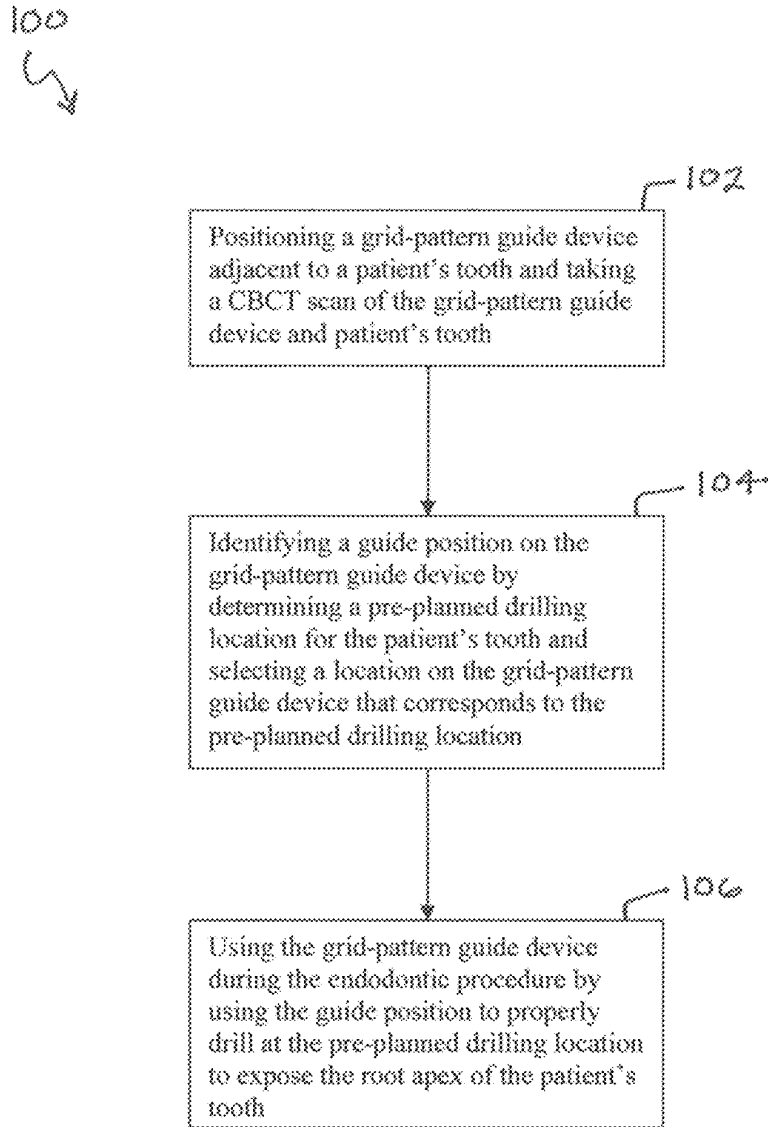 100
102
Positioning a grid-pattern guide device
adjacent to a patient's tooth and taking
a CBCT scan of the grid-pattern guide
device and patient's tooth
104
Identifying a guide position on the
grid-pattern guide device by
determining a pre-planned drilling
location for the patient's tooth and
selecting a location on the grid-pattern
guide device that corresponds to the
pre-planned drilling location
106
Using the grid-pattern guide device
during the endodontic procedure by
using the guide position to properly
drill at the pre-planned drilling location
to expose the root apex of the patient's
tooth